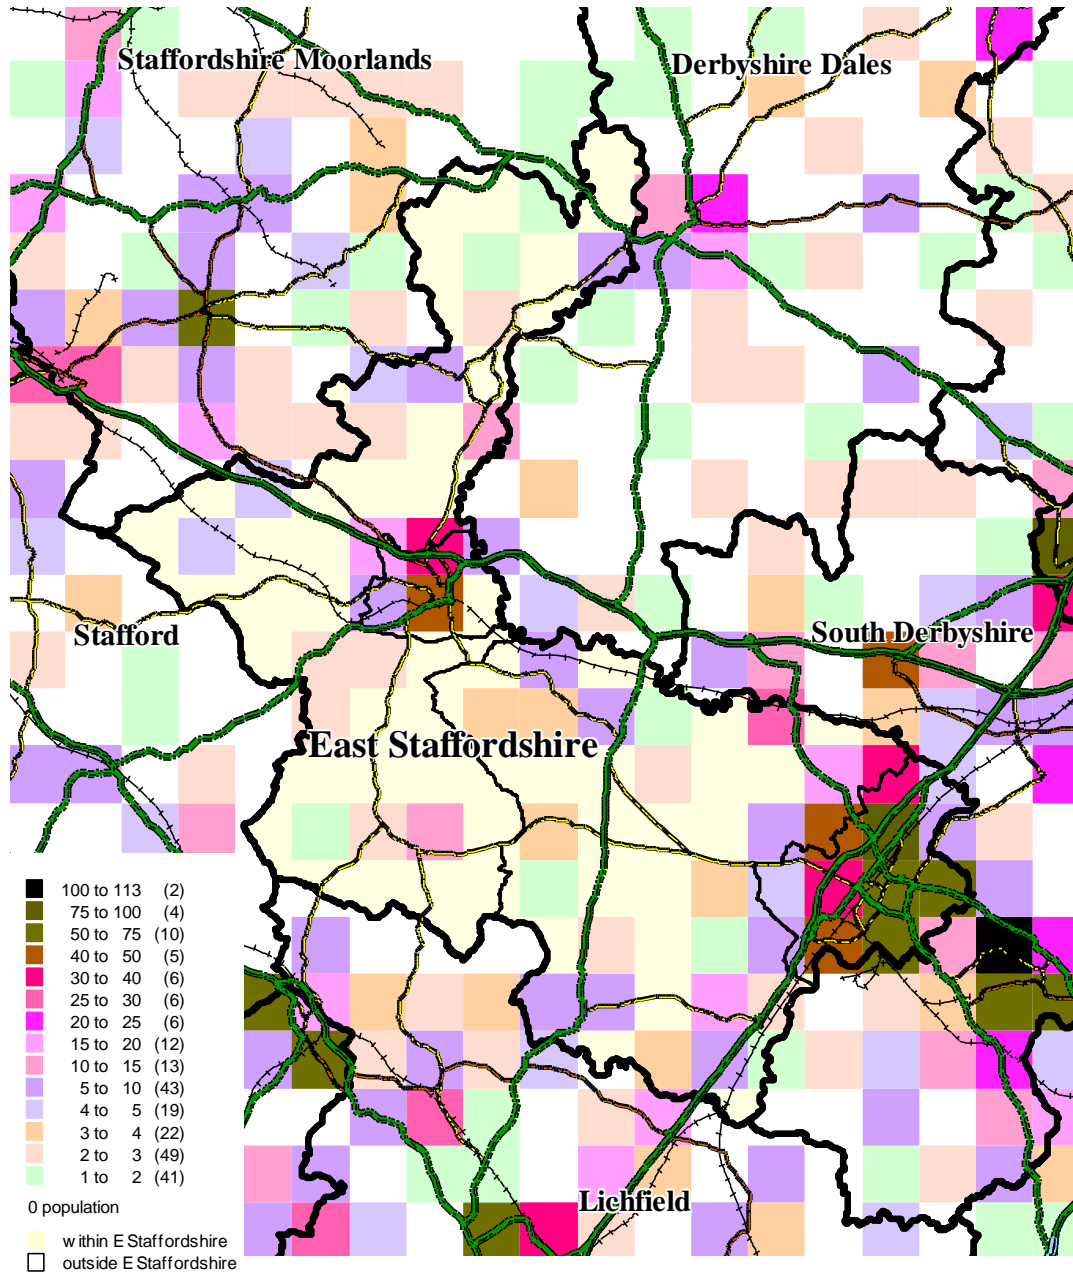 Staffordshire Moorlands
Derbyshire Dales
Stafford
South Derbyshire
East Staffordshire
Lichfield
100 to 113 (2)
75 to 100 (4)
50 to 75 (10)
40 to 50 (5)
30 to 40 (6)
25 to 30 (6)
20 to 25 (6)
15 to 20 (12)
10 to 15 (13)
5 to 10 (43)
4 to 5 (19)
3 to 4 (22)
2 to 3 (49)
1 to 2 (41)
0 population
within E Staffordshire
outside E Staffordshire